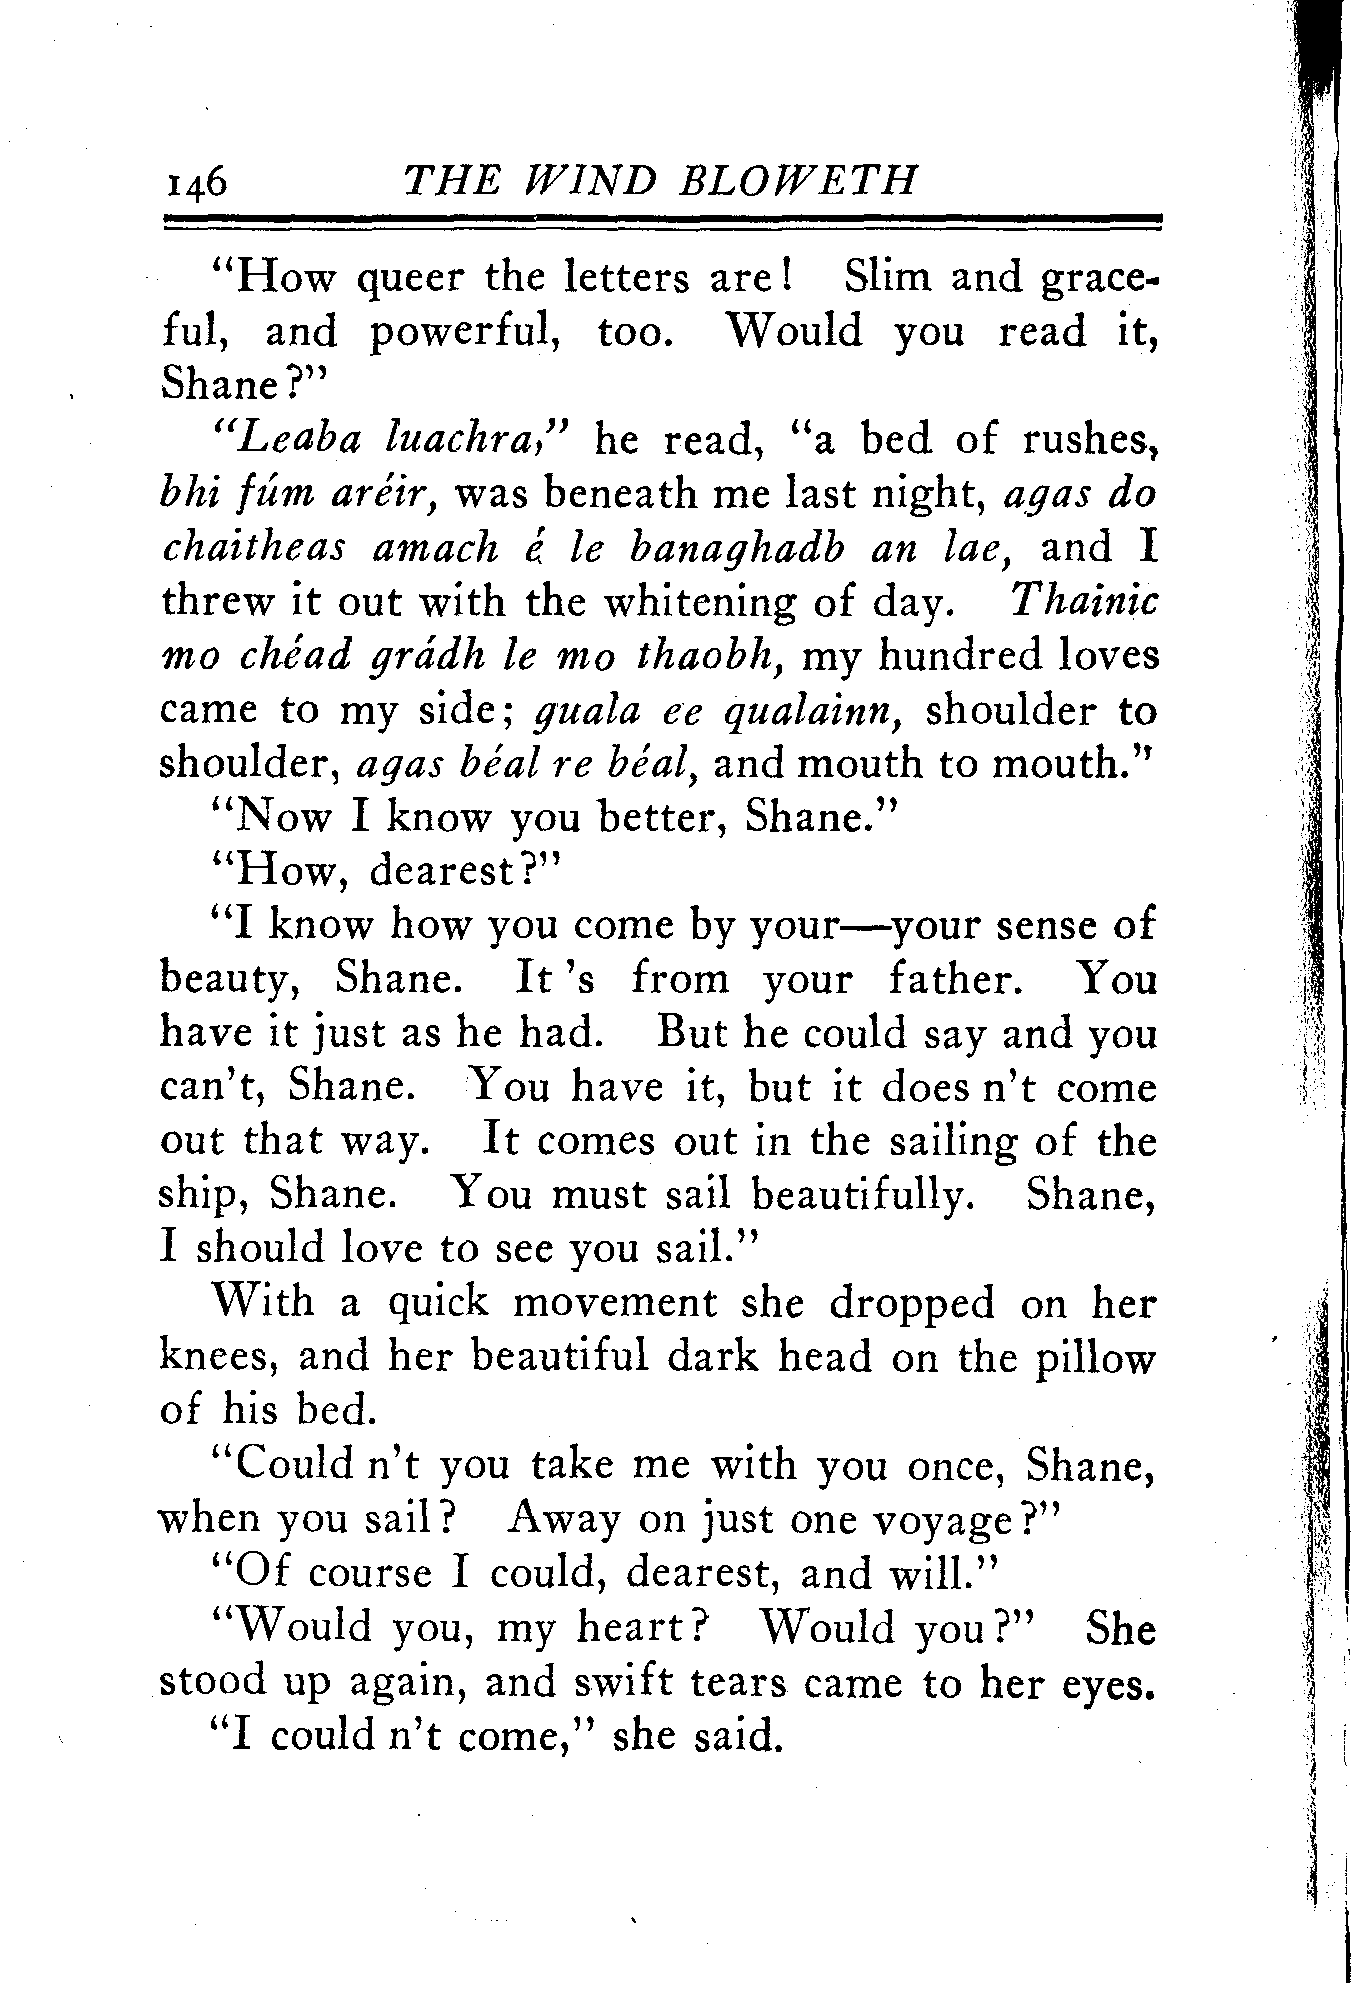 146 THE WIND BLOWETH
"How queer the letters are! Slim and grace-
ful, and powerful, too. Would you read it,
Shane?"
"Leaba luachra," he read, "a bed of rushes,
bhi fúm aréir, was beneath me last night, agas do
chaitheas amach é le banaghadb an lae, and I
threw it out with the whitening of day. Thainic
mo chéad grádh le mo thaobh, my hundred loves
came to my side; guala ee qualainn, shoulder to
shoulder, agas béal re béal, and mouth to mouth."
"Now I know you better, Shane."
"How, dearest?"
"I know how you come by your—your sense of
beauty, Shane. It 's from your father. You
have it just as he had. But he could say and you
can't, Shane. You have it, but it does n't come
out that way. It comes out in the sailing of the
ship, Shane. You must sail beautifully. Shane,
I should love to see you sail."
With a quick movement she dropped on her
knees, and her beautiful dark head on the pillow
of his bed.
"Could n't you take me with you once, Shane,
when you sail? Away on just one voyage?"
"Of course I could, dearest, and will."
"Would you, my heart? Would you?" She
stood up again, and swift tears came to her eyes.
"I could n't come," she said.